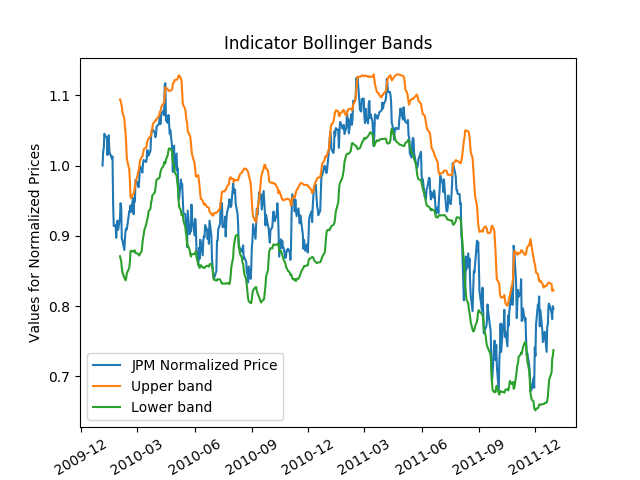 Indicator Bollinger Bands
Values for Normalized Prices
1.1
1.0
0.9
0.8
0.7
JPM Normalized Price
Upper band
Lower band
2009-12
2010-03
2010-06
2010-09
2010-12
2011-03
2011-06
2011-09
2011-12